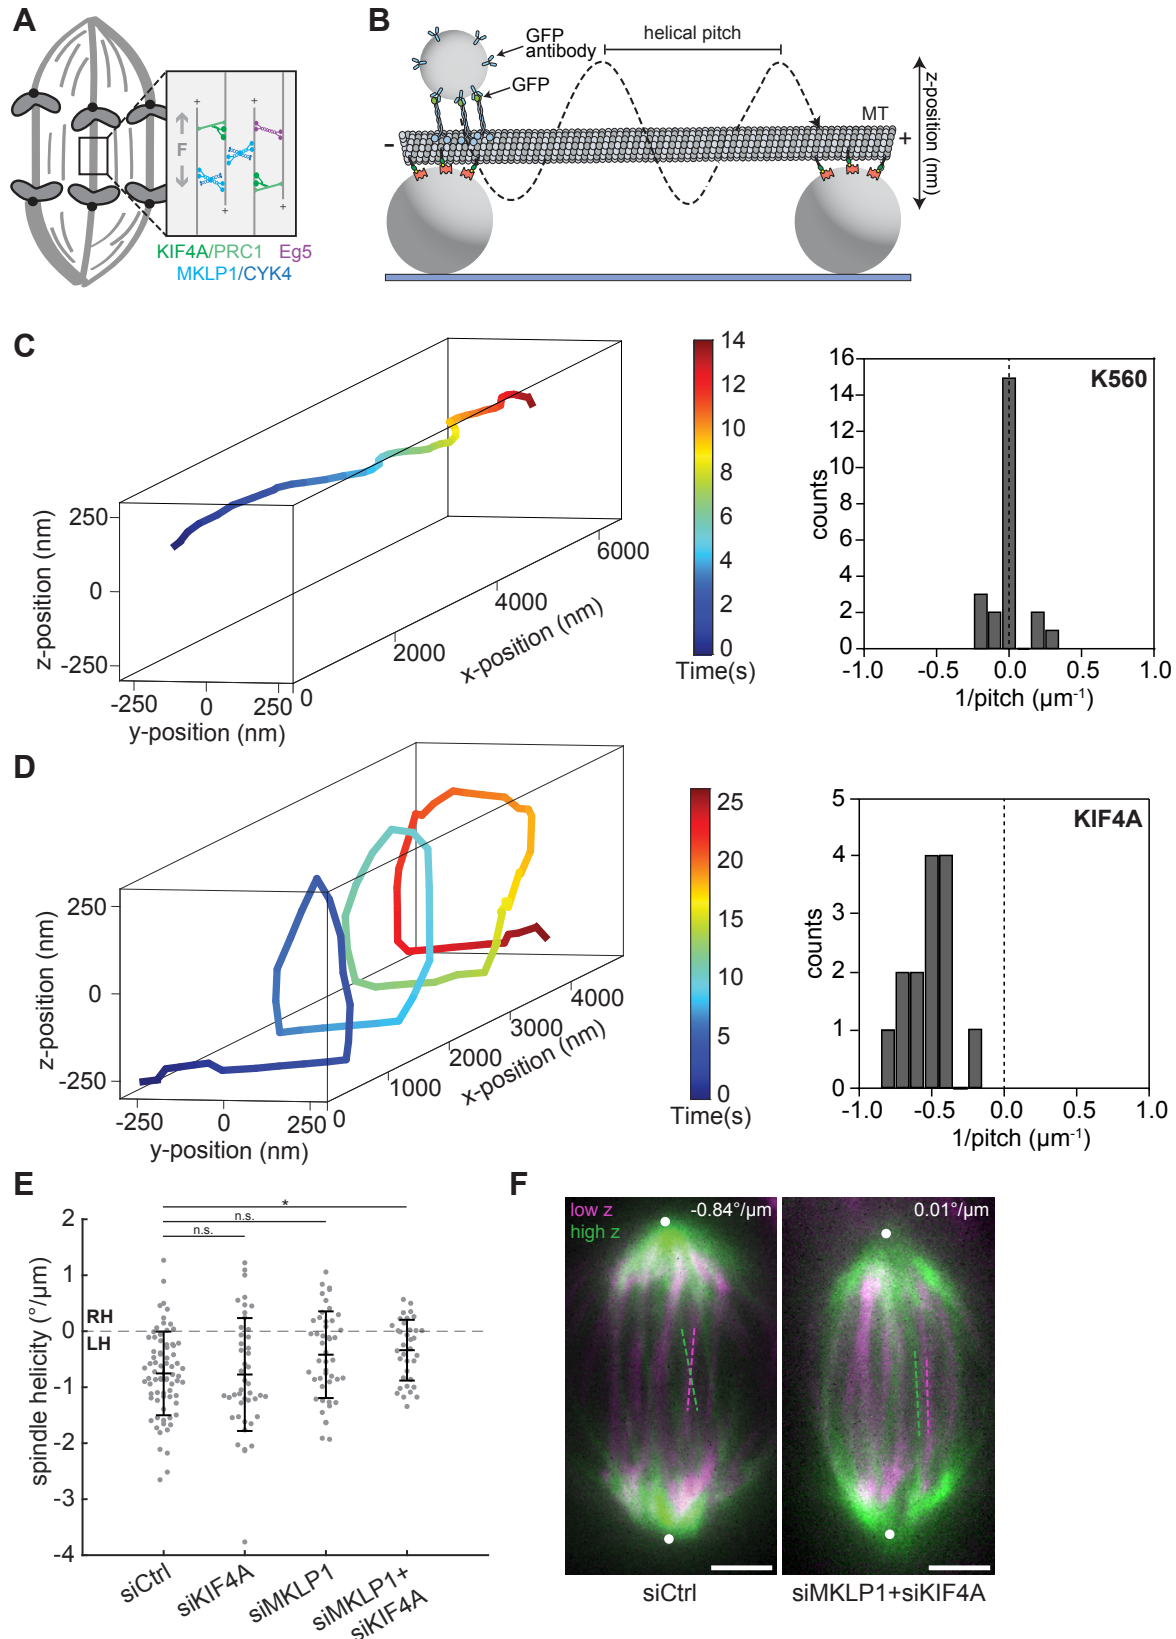 A
+
+
F
+
+
KIF4A/PRC1 Eg5
MKLP1/CYK4
B
GFP
antibody
GFP
helical pitch
MT
-
+
z-position (nm)
C
250
0
-250
z-position (nm)
-250
0
250
y-position (nm)
0
2000
4000
6000
x-position (nm)
14
12
10
8
6
4
2
0
Time(s)
K560
16
14
12
10
8
16
4
2
0
counts
-1.0
-0.5
0.0
0.5
1.0
1/pitch (µm⁻¹)
D
250
0
-250
z-position (nm)
-250
0
250
y-position (nm)
0
1000
2000
3000
4000
x-position (nm)
25
20
15
10
5
0
Time(s)
KIF4A
5
4
3
2
1
0
counts
-1.0
-0.5
0.0
0.5
1.0
1/pitch (µm⁻¹)
E
*
n.s.
n.s.
2
1
0
-1
-2
-3
-4
RH
LH
spindle helicity (°/µm)
siCtrl
siKIF4A
siMKLP1
siMKLP1+
siKIF4A
F
low z
high z
-0.84°/µm
0.01°/µm
siCtrl
siMKLP1+siKIF4A